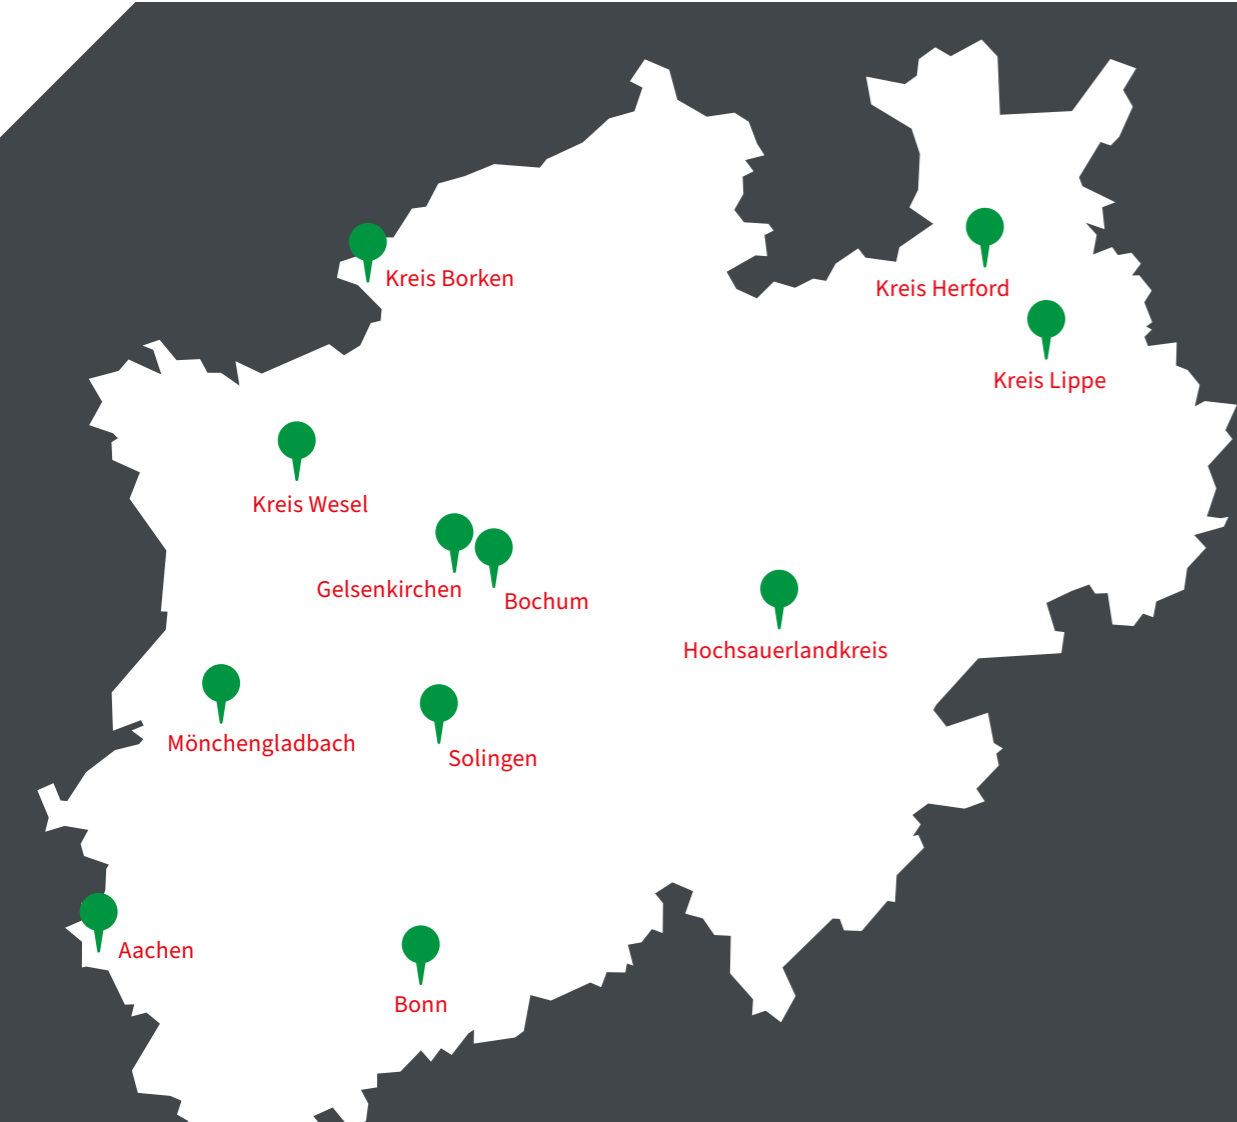 Kreis Borken
Kreis Herford
Kreis Lippe
Kreis Wesel
Gelsenkirchen
Bochum
Hochsauerlandkreis
Mönchengladbach
Solingen
Aachen
Bonn